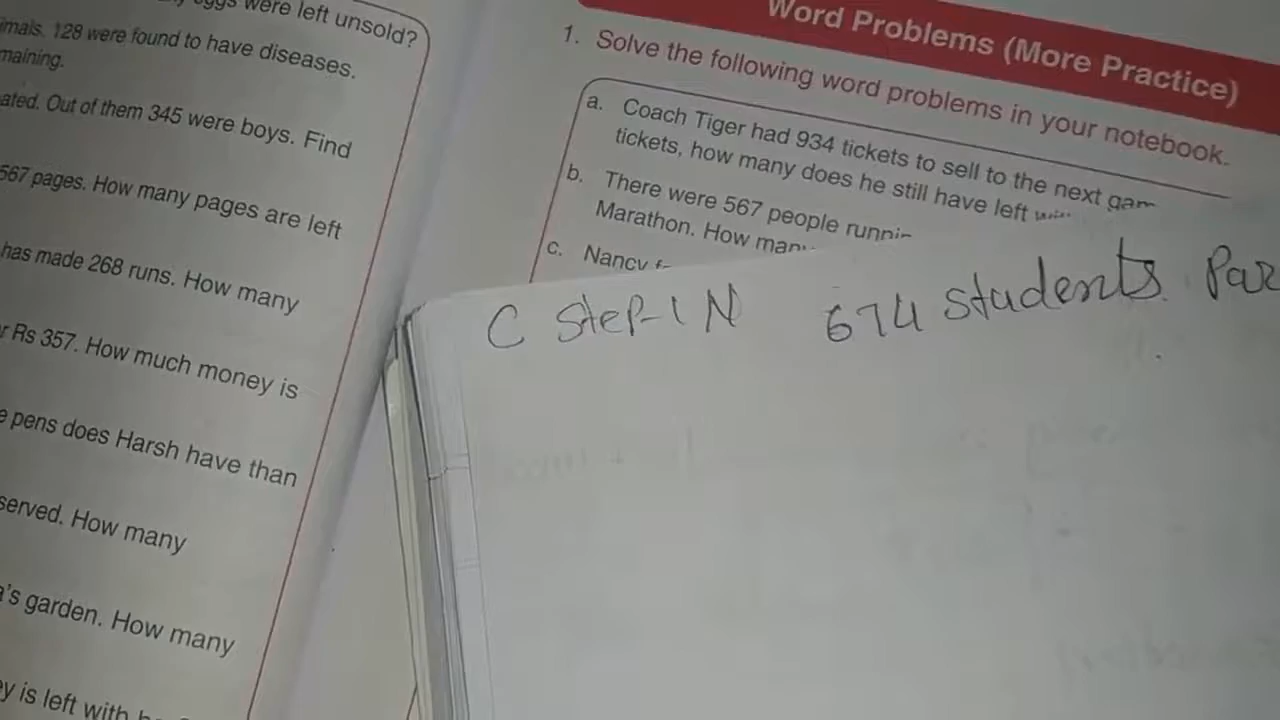 eggs were left unsold?
128 were found to have diseases.
Out of them 345 were boys. Find
567 pages. How many pages are left
has made 268 runs. How many
Rs 357. How much money is
pens does Harsh have than
How many
garden. How many
is left with
Word Problems (More Practice)
1. Solve the following word problems in your notebook.
a. Coach Tiger had 934 tickets to sell to the next
tickets, how many does he still have left
b. There were 567 people
Marathon. How
c. Nancy
C Step-1 N 674 students